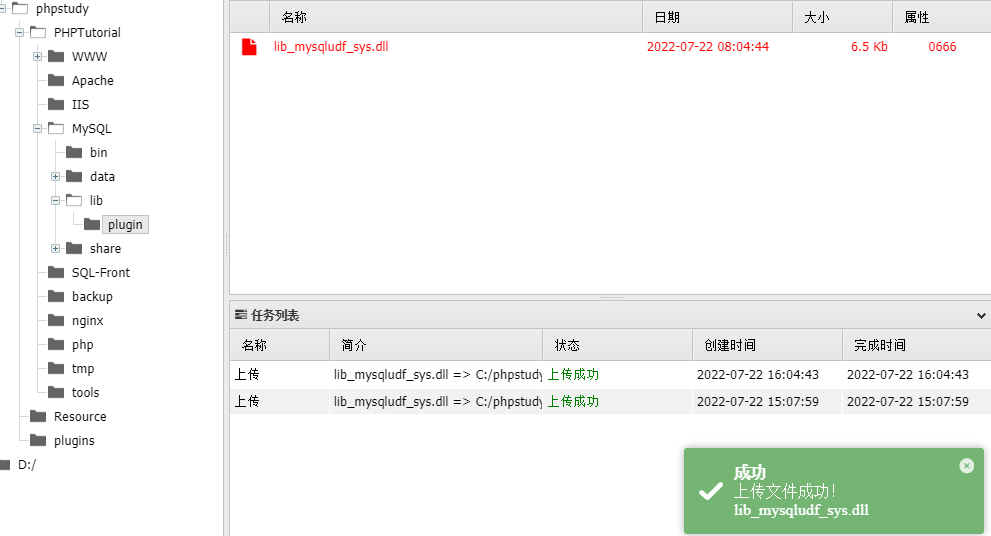 phpstudy
PHPTutorial
WWW
Apache
IIS
MySQL
bin
data
lib
plugin
share
SQL-Front
backup
nginx
php
tmp
tools
Resource
plugins
D:/
名称 日期 大小 属性
lib_mysqludf_sys.dll 2022-07-22 08:04:44 6.5 Kb 0666
任务列表
名称 简介 状态 创建时间 完成时间
上传 lib_mysqludf_sys.dll => C:/phpstudy 上传成功 2022-07-22 16:04:43 2022-07-22 16:04:43
上传 lib_mysqludf_sys.dll => C:/phpstudy 上传成功 2022-07-22 15:07:59 2022-07-22 15:07:59
成功
上传文件成功!
lib_mysqludf_sys.dll